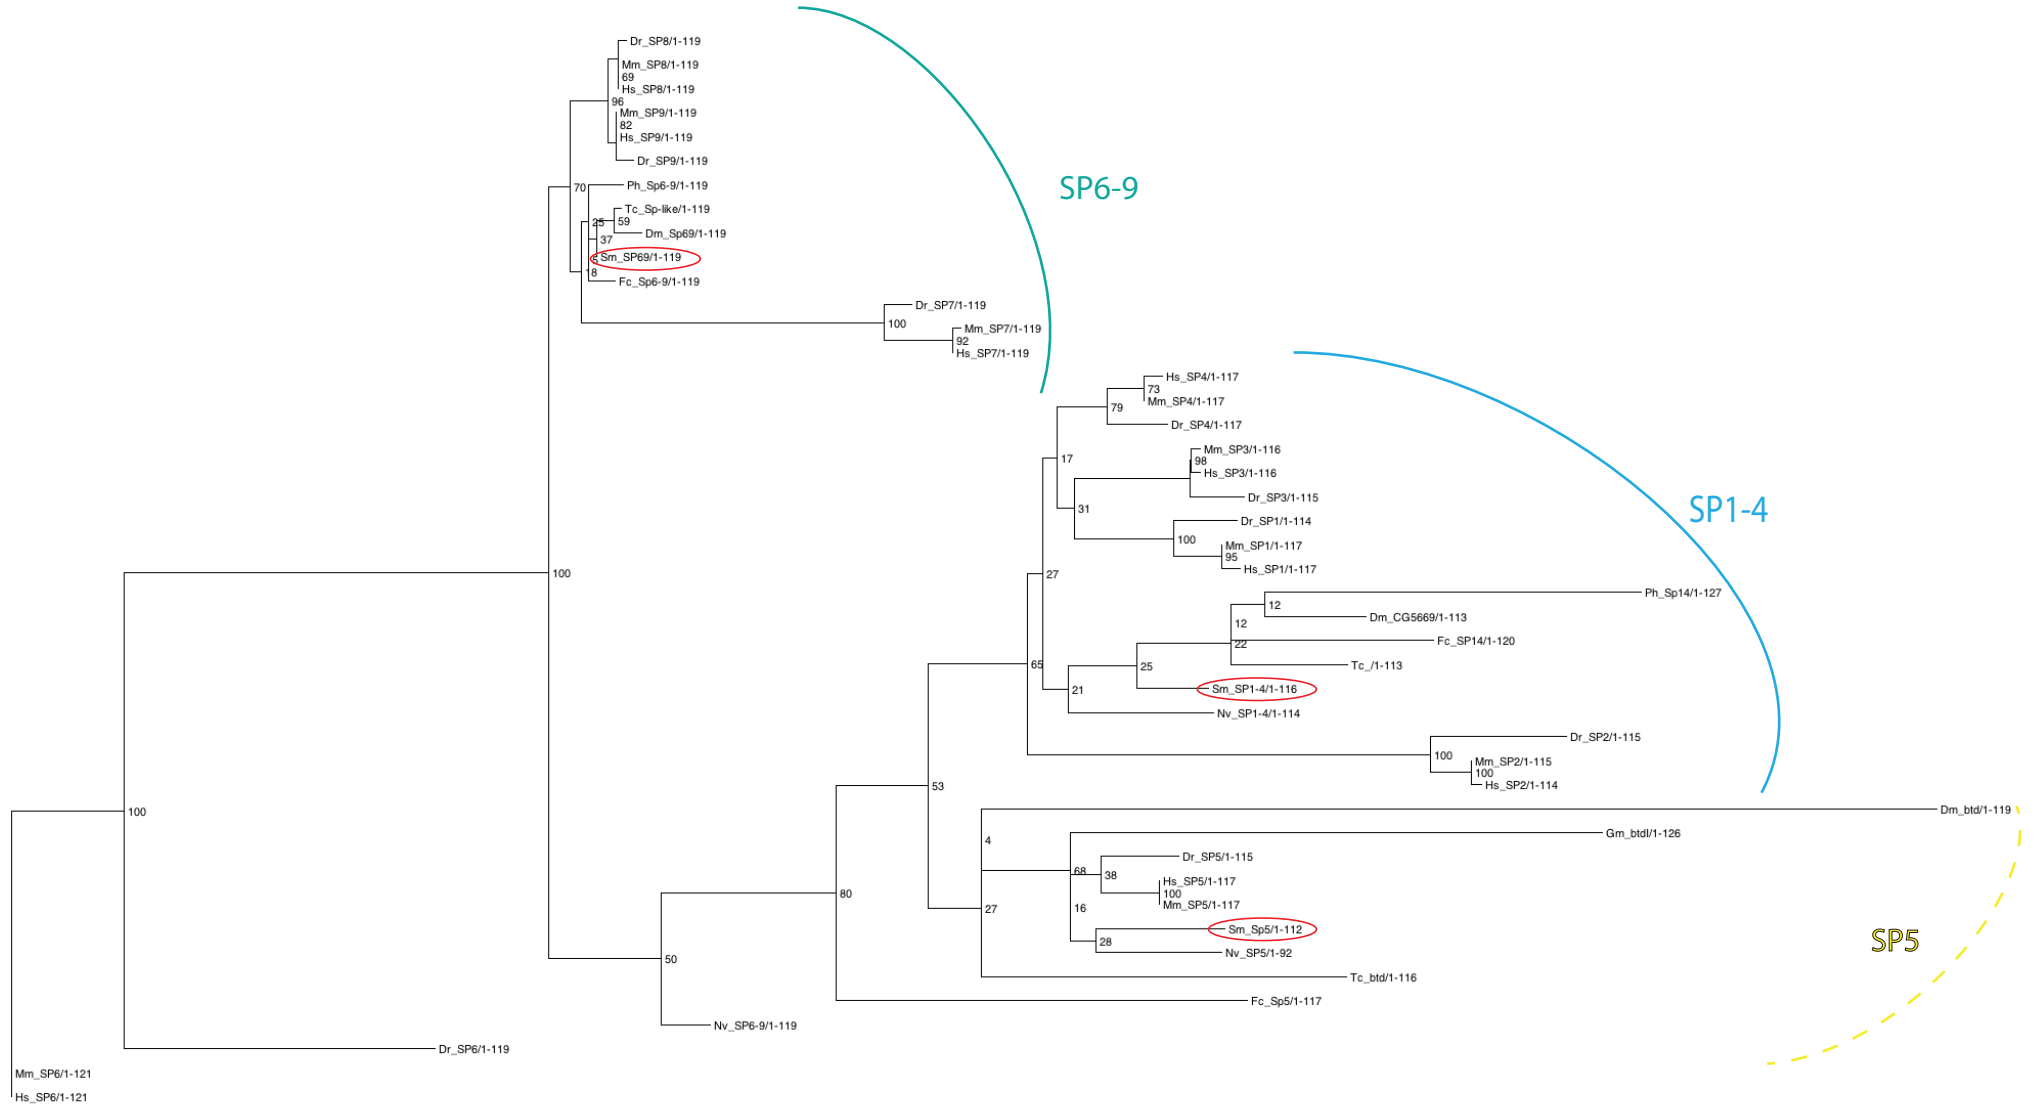 Dr_SP8/1-119
Mm_SP8/1-119
69
Hs_SP8/1-119
96
Mm_SP9/1-119
82
Hs_SP9/1-119
Dr_SP9/1-119
70
Ph_Sp6-9/1-119
Tc_Sp-like/1-119
25
59
Dm_Sp69/1-119
37
Sm_SP69/1-119
5
18
Fc_Sp6-9/1-119
Dr_SP7/1-119
100
Mm_SP7/1-119
92
Hs_SP7/1-119
SP6-9
Hs_SP4/1-117
73
Mm_SP4/1-117
79
Dr_SP4/1-117
17
Mm_SP3/1-116
98
Hs_SP3/1-116
Dr_SP3/1-115
31
Dr_SP1/1-114
100
Mm_SP1/1-117
95
Hs_SP1/1-117
SP1-4
100
27
Ph_Sp14/1-127
12
Dm_CG5669/1-113
12
Fc_SP14/1-120
22
Tc_/1-113
65
25
Sm_SP1-4/1-116
21
Nv_SP1-4/1-114
Dr_SP2/1-115
100
Mm_SP2/1-115
100
Hs_SP2/1-114
53
Dm_btd/1-119
100
Gm_btdl/1-126
4
Dr_SP5/1-115
68
38
Hs_SP5/1-117
100
Mm_SP5/1-117
80
27
16
Sm_Sp5/1-112
28
Nv_SP5/1-92
SP5
50
Tc_btd/1-116
Fc_Sp5/1-117
Nv_SP6-9/1-119
Dr_SP6/1-119
Mm_SP6/1-121
Hs_SP6/1-121